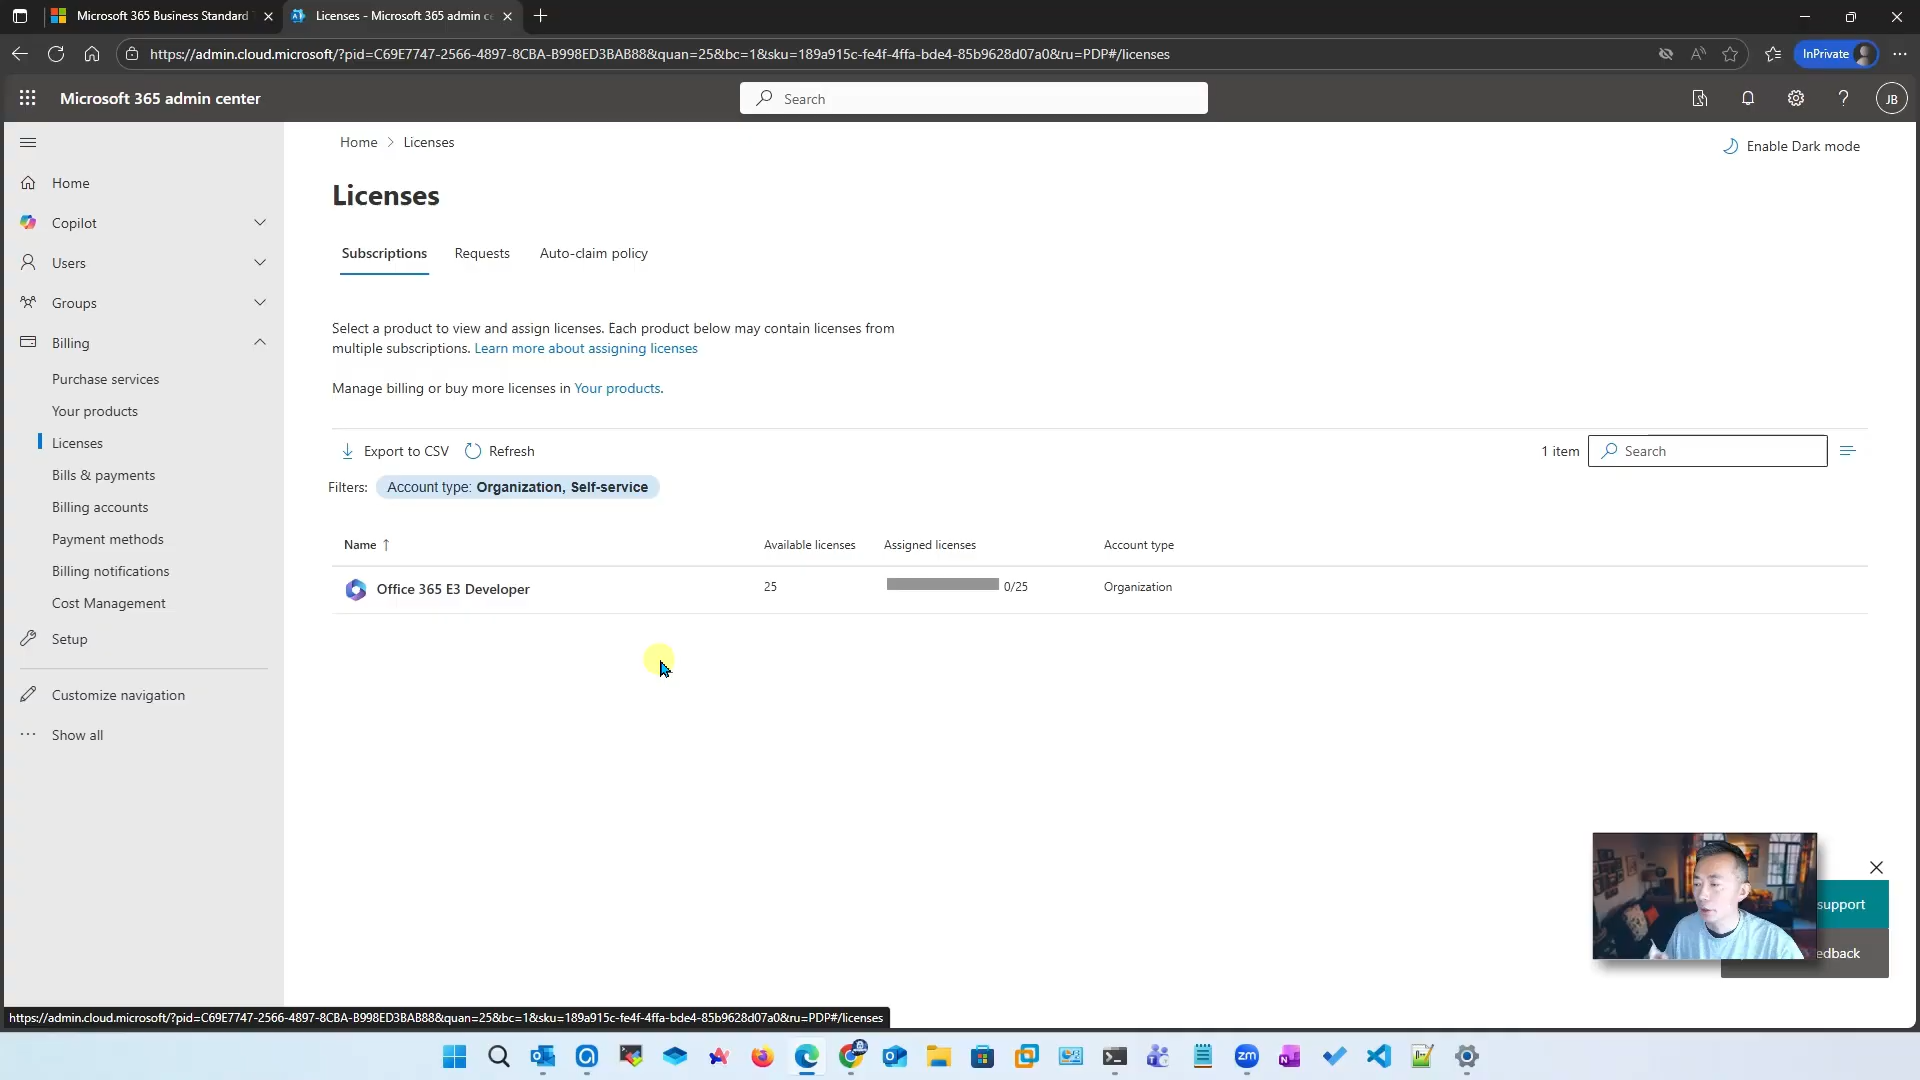 Microsoft 365 Business Standard
Licenses - Microsoft 365 admin ce
https://admin.cloud.microsoft/?pid=C69E7747-2566-4897-8CBA-B998ED3BAB88&quan=25&bc=1&sku=189a915c-fe4f-4ffa-bde4-85b9628d07a0&ru=PDP#/licenses
InPrivate
Microsoft 365 admin center
Search
JB
Home
Copilot
Users
Groups
Billing
Purchase services
Your products
Licenses
Bills & payments
Billing accounts
Payment methods
Billing notifications
Cost Management
Setup
Customize navigation
Show all
Home > Licenses
Enable Dark mode
Licenses
Subscriptions Requests Auto-claim policy
Select a product to view and assign licenses. Each product below may contain licenses from
multiple subscriptions. Learn more about assigning licenses
Manage billing or buy more licenses in Your products.
Export to CSV Refresh
1 item Search
Filters: Account type: Organization, Self-service
Name ↑ Available licenses Assigned licenses Account type
Office 365 E3 Developer 25 0/25 Organization
support
edback
https://admin.cloud.microsoft/?pid=C69E7747-2566-4897-8CBA-B998ED3BAB88&quan=25&bc=1&sku=189a915c-fe4f-4ffa-bde4-85b9628d07a0&ru=PDP#/licenses
zm